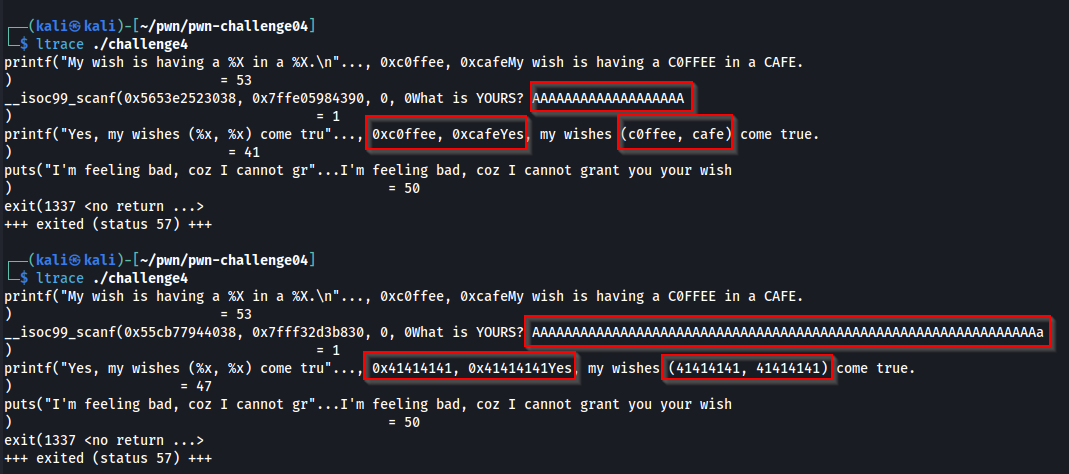 ┌──(kali㉿kali)-[~/pwn/pwn-challenge04]
└─$ ltrace ./challenge4
printf("My wish is having a %X in a %X.\n"..., 0xc0ffee, 0xcafeMy wish is having a C0FFEE in a CAFE.
) = 53
__isoc99_scanf(0x5653e2523038, 0x7ffe05984390, 0, 0What is YOURS? AAAAAAAAAAAAAAAAAAA
) = 1
printf("Yes, my wishes (%x, %x) come tru"..., 0xc0ffee, 0xcafeYes, my wishes (c0ffee, cafe) come true.
) = 41
puts("I'm feeling bad, coz I cannot gr"...I'm feeling bad, coz I cannot grant you your wish
) = 50
exit(1337 <no return ...>
+++ exited (status 57) +++
┌──(kali㉿kali)-[~/pwn/pwn-challenge04]
└─$ ltrace ./challenge4
printf("My wish is having a %X in a %X.\n"..., 0xc0ffee, 0xcafeMy wish is having a C0FFEE in a CAFE.
) = 53
__isoc99_scanf(0x55cb77944038, 0x7fff32d3b830, 0, 0What is YOURS? AAAAAAAAAAAAAAAAAAAAAAAAAAAAAAAAAAAAAAAAAAAAAAAAAAAAAAAAAAAAAAAa
) = 1
printf("Yes, my wishes (%x, %x) come tru"..., 0x41414141, 0x41414141Yes, my wishes (41414141, 41414141) come true.
) = 47
puts("I'm feeling bad, coz I cannot gr"...I'm feeling bad, coz I cannot grant you your wish
) = 50
exit(1337 <no return ...>
+++ exited (status 57) +++